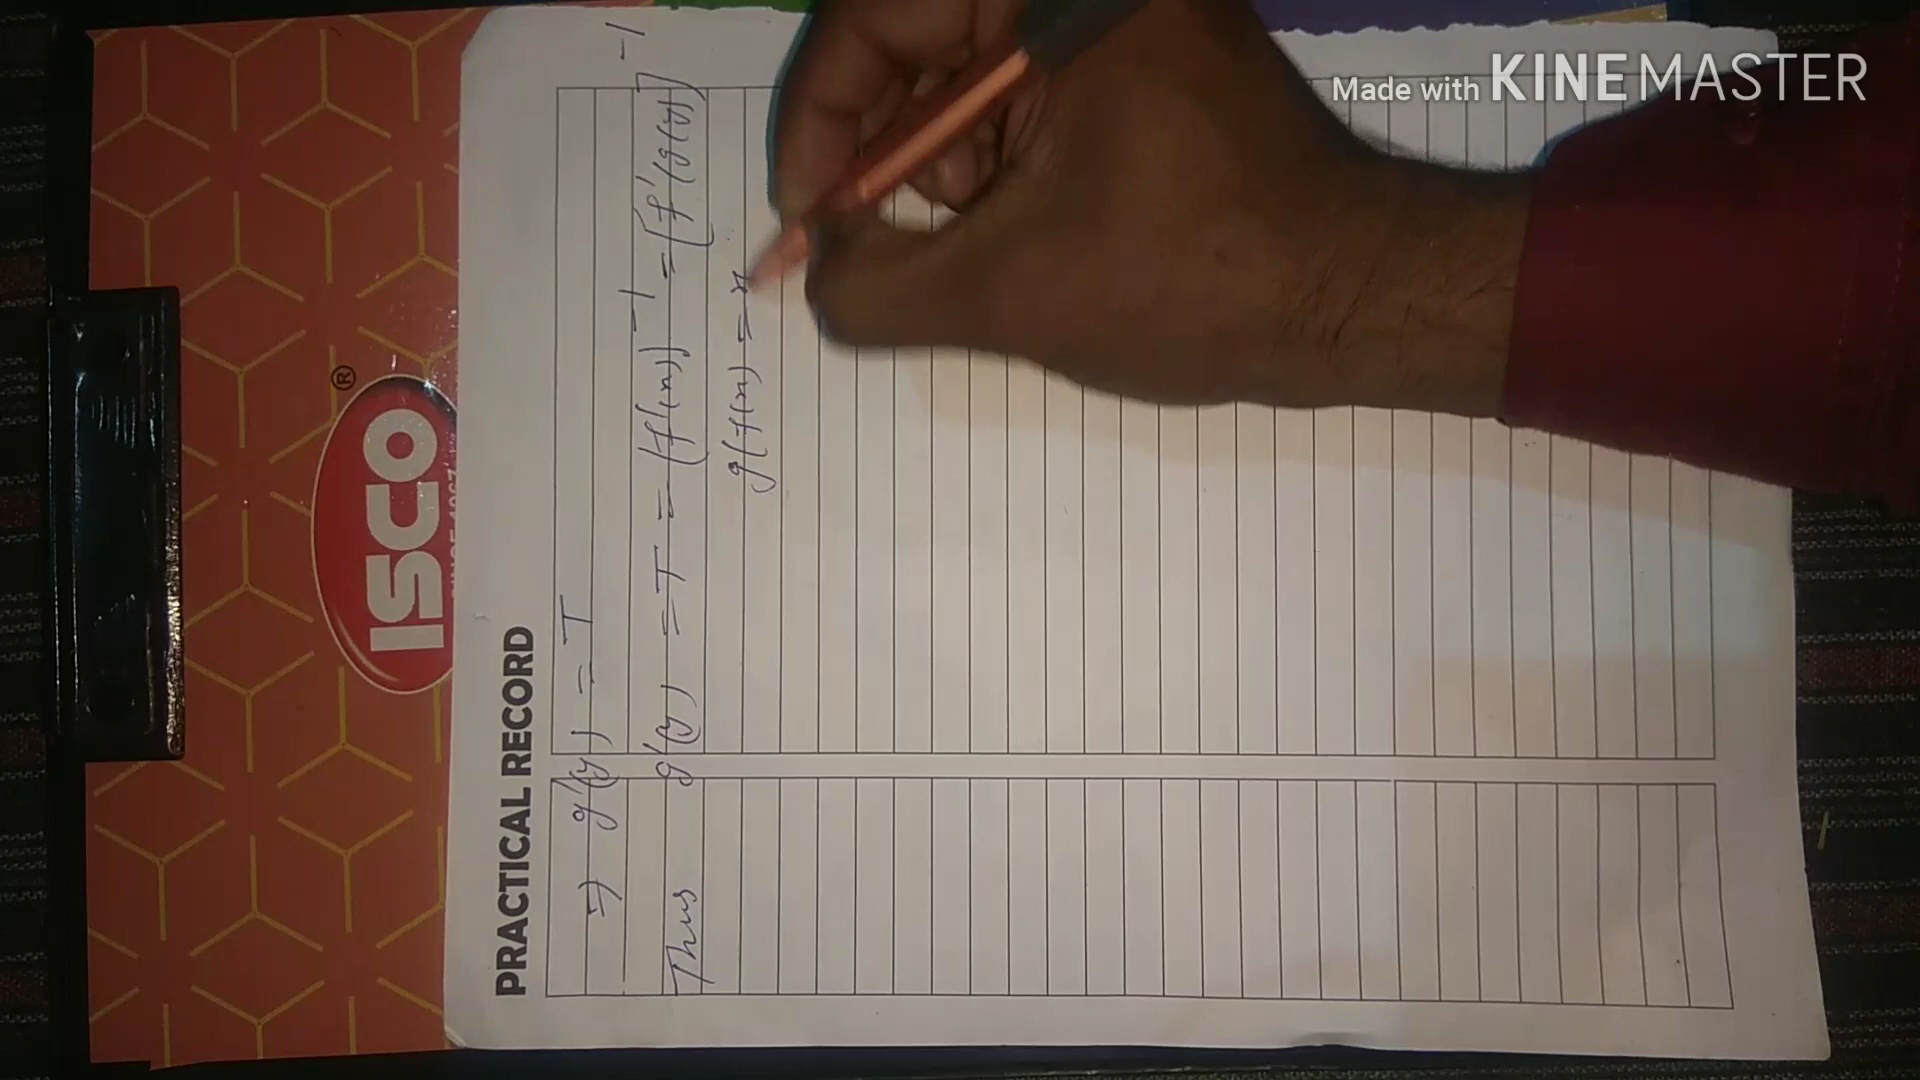 Made with KINEMASTER
ISCO®
PRACTICAL RECORD
⇒ g'(y) = T
Thus g'(y) = T = (f'(x))⁻¹ = [f'(g(y))]⁻¹
g(f(x)) = x